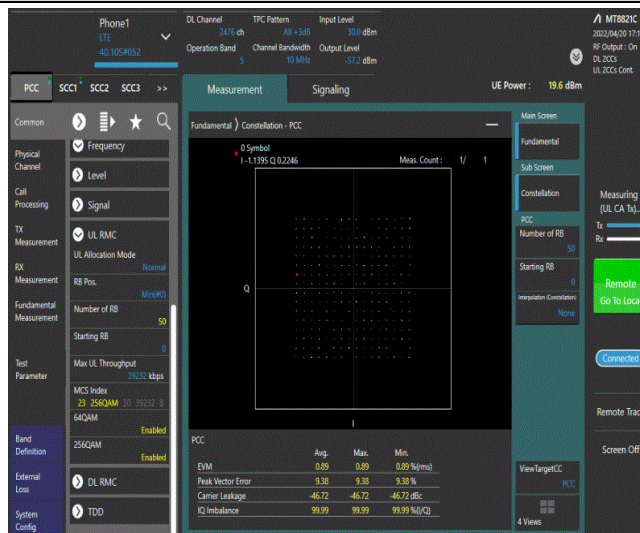 Phone1
LTE
40.10S#052
DL Channel
2476 ch
TPC Pattern
All +3dB
Input Level
30.0 dBm
Operation Band
5
Channel Bandwidth
10 MHz
Output Level
-57.2 dBm
MT8821C
2022/04/20 17:1
RF Output : On
DL 2CCs
UL 2CCs Cont.
PCC
SCC1
SCC2
SCC3
>>
Measurement
Signaling
UE Power : 19.6 dBm
Common
Physical
Channel
Call
Processing
TX
Measurement
RX
Measurement
Fundamental
Measurement
Test
Parameter
Band
Definition
External
Loss
System
Config
Frequency
Level
Signal
UL RMC
UL Allocation Mode
Normal
RB Pos.
Min(#0)
Number of RB
50
Starting RB
0
Max UL Throughput
39232 kbps
MCS Index
23 256QAM 30 39232 8
64QAM
Enabled
256QAM
Enabled
DL RMC
TDD
Fundamental ⟩ Constellation - PCC
0 Symbol
I -1.1395 Q 0.2246
Meas. Count : 1/ 1
Q
I
PCC
Avg. Max. Min.
EVM 0.89 0.89 0.89 %(rms)
Peak Vector Error 9.38 9.38 9.38 %
Carrier Leakage -46.72 -46.72 -46.72 dBc
IQ Imbalance 99.99 99.99 99.99 %(I/Q)
Main Screen
Fundamental
Sub Screen
Constellation
PCC
Number of RB
50
Starting RB
0
Interpolation (Constellation)
None
ViewTargetCC
PCC
4 Views
Measuring
(UL CA Tx)...
Tx
Rx
Remote
Go To Loca
Connected
Remote Trac
Screen Off